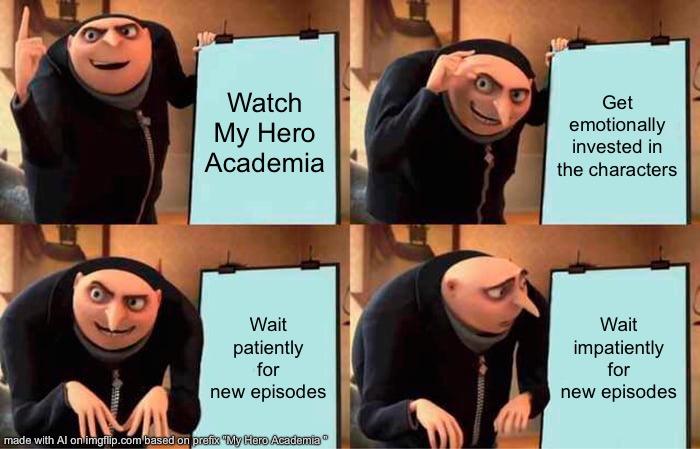 Watch
My Hero
Academia
Get
emotionally
invested in
the characters
Wait
patiently
for
new episodes
Wait
impatiently
for
new episodes
made with AI on imgflip.com based on prefix "My Hero Academia "